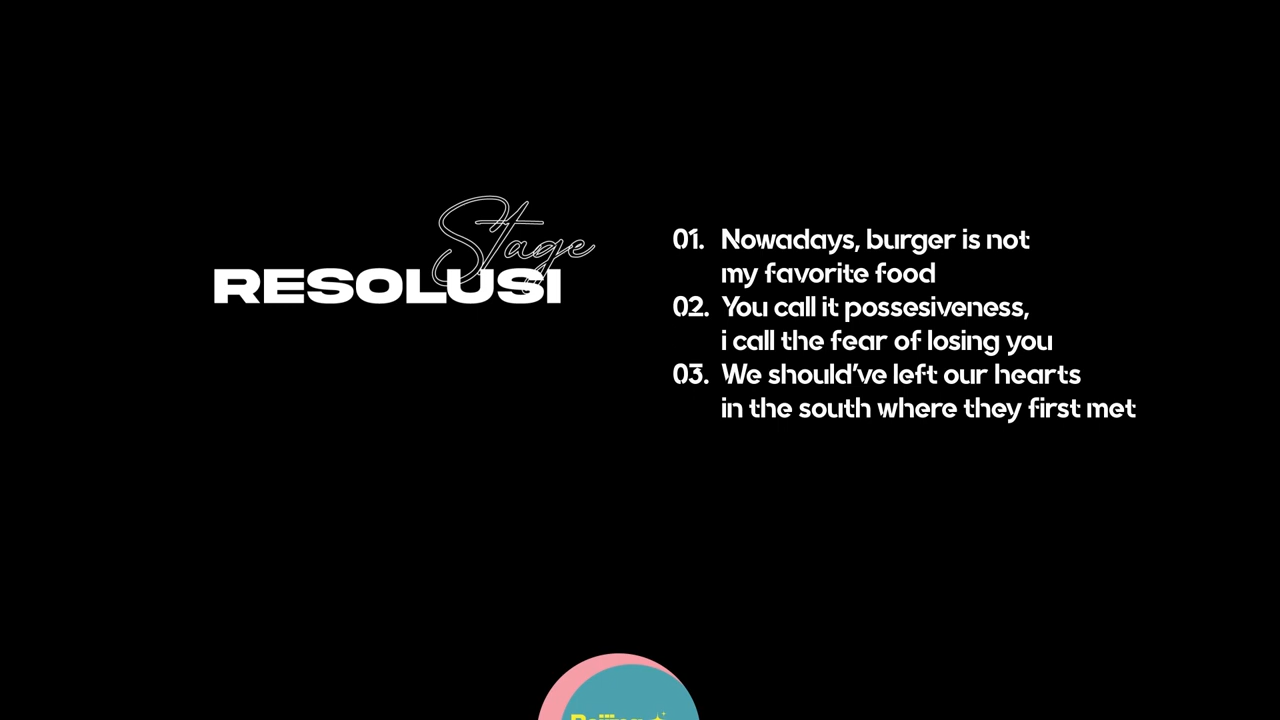 Stage
RESOLUSI
01. Nowadays, burger is not
my favorite food
02. You call it possesiveness,
i call the fear of losing you
03. We should've left our hearts
in the south where they first met